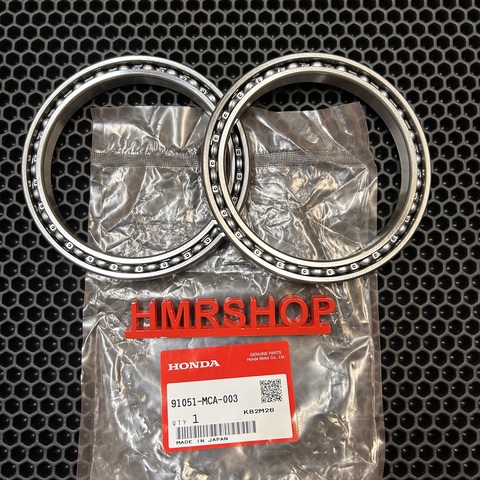 HMRSHOP
HONDA
GENUINE PARTS
Honda Motor Co., Ltd.
91051-MCA-003
QTY 1
KB2M26
MADE IN JAPAN